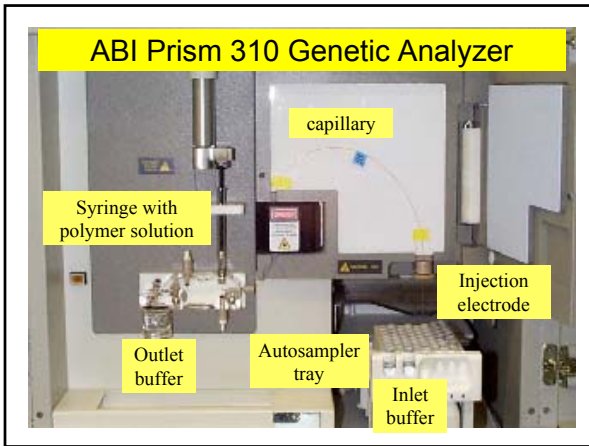 ABI Prism 310 Genetic Analyzer
capillary
Syringe with
polymer solution
Injection
electrode
Outlet
buffer
Autosampler
tray
Inlet
buffer